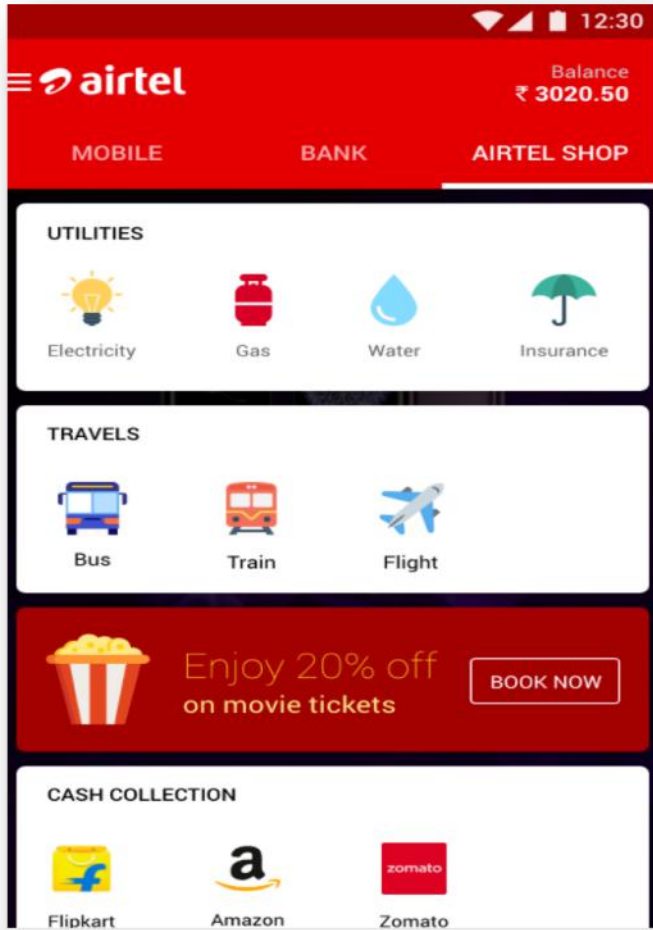 12:30
airtel
Balance
₹ 3020.50
MOBILE BANK AIRTEL SHOP
UTILITIES
Electricity Gas Water Insurance
TRAVELS
Bus Train Flight
Enjoy 20% off
on movie tickets
BOOK NOW
CASH COLLECTION
a
zomato
Flipkart Amazon Zomato